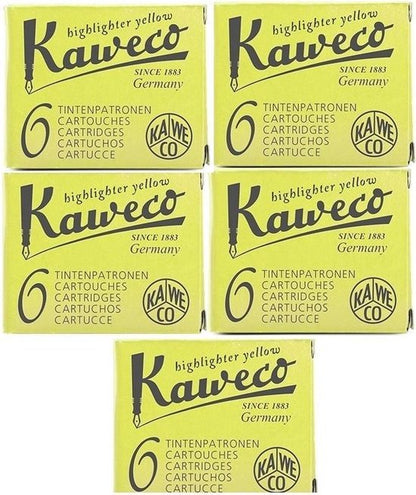 highlighter yellow
Kaweco
SINCE 1883
Germany
6
TINTENPATRONEN
CARTOUCHES
CARTRIDGES
CARTUCHOS
CARTUCCE
KA WE
CO
highlighter yellow
Kaweco
SINCE 1883
Germany
6
TINTENPATRONEN
CARTOUCHES
CARTRIDGES
CARTUCHOS
CARTUCCE
KA WE
CO
highlighter yellow
Kaweco
SINCE 1883
Germany
6
TINTENPATRONEN
CARTOUCHES
CARTRIDGES
CARTUCHOS
CARTUCCE
KA WE
CO
highlighter yellow
Kaweco
SINCE 1883
Germany
6
TINTENPATRONEN
CARTOUCHES
CARTRIDGES
CARTUCHOS
CARTUCCE
KA WE
CO
highlighter yellow
Kaweco
SINCE 1883
Germany
6
TINTENPATRONEN
CARTOUCHES
CARTRIDGES
CARTUCHOS
CARTUCCE
KA WE
CO